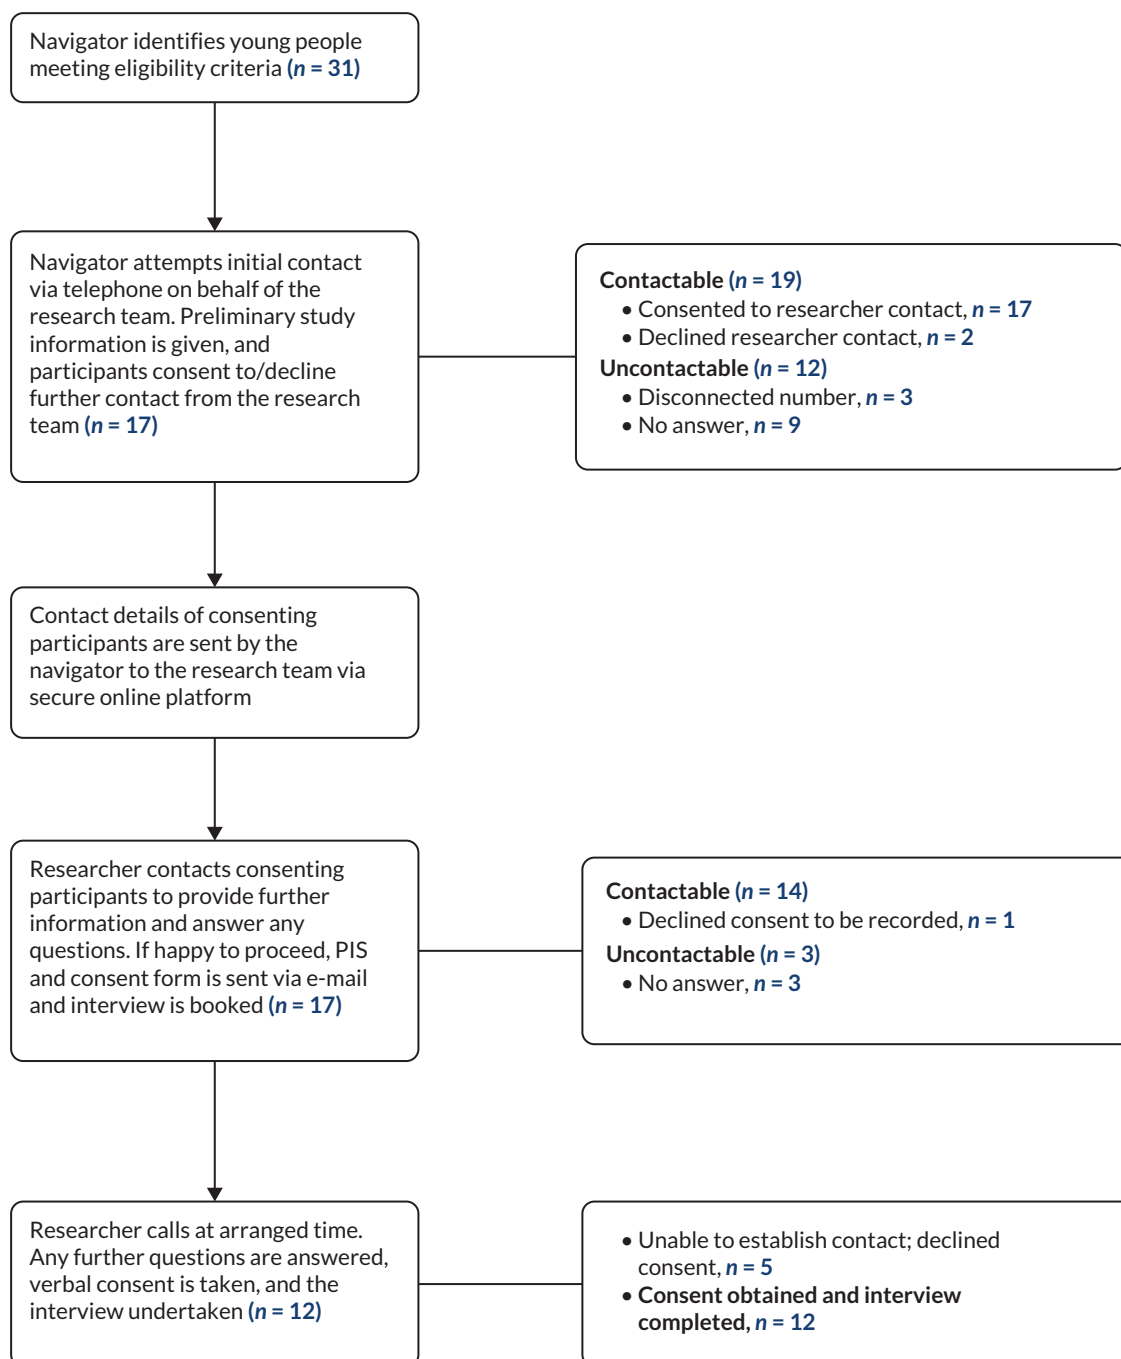 Navigator identifies young people
meeting eligibility criteria (n = 31)
Navigator attempts initial contact
via telephone on behalf of the
research team. Preliminary study
information is given, and
participants consent to/decline
further contact from the research
team (n = 17)
Contactable (n = 19)
• Consented to researcher contact, n = 17
• Declined researcher contact, n = 2
Uncontactable (n = 12)
• Disconnected number, n = 3
• No answer, n = 9
Contact details of consenting
participants are sent by the
navigator to the research team via
secure online platform
Researcher contacts consenting
participants to provide further
information and answer any
questions. If happy to proceed, PIS
and consent form is sent via e-mail
and interview is booked (n = 17)
Contactable (n = 14)
• Declined consent to be recorded, n = 1
Uncontactable (n = 3)
• No answer, n = 3
Researcher calls at arranged time.
Any further questions are answered,
verbal consent is taken, and the
interview undertaken (n = 12)
• Unable to establish contact; declined
consent, n = 5
• Consent obtained and interview
completed, n = 12